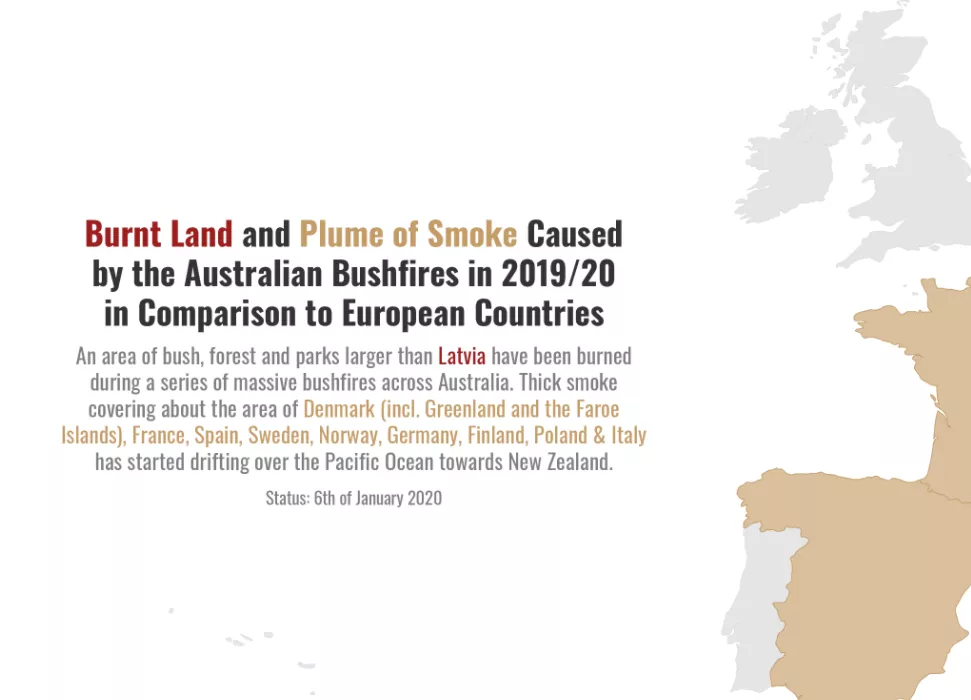 Burnt Land and Plume of Smoke Caused
by the Australian Bushfires in 2019/20
in Comparison to European Countries
An area of bush, forest and parks larger than Latvia have been burned
during a series of massive bushfires across Australia. Thick smoke
covering about the area of Denmark (incl. Greenland and the Faroe
Islands), France, Spain, Sweden, Norway, Germany, Finland, Poland & Italy
has started drifting over the Pacific Ocean towards New Zealand.
Status: 6th of January 2020